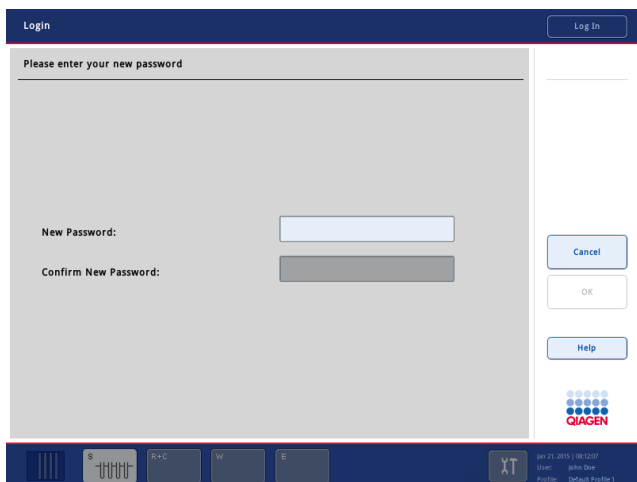 Login
Log In
Please enter your new password
New Password:
Confirm New Password:
Cancel
OK
Help
QIAGEN
S
R+C
W
E
Jan 21, 2015 | 08:12:07
User: John Doe
Profile: Default Profile 1